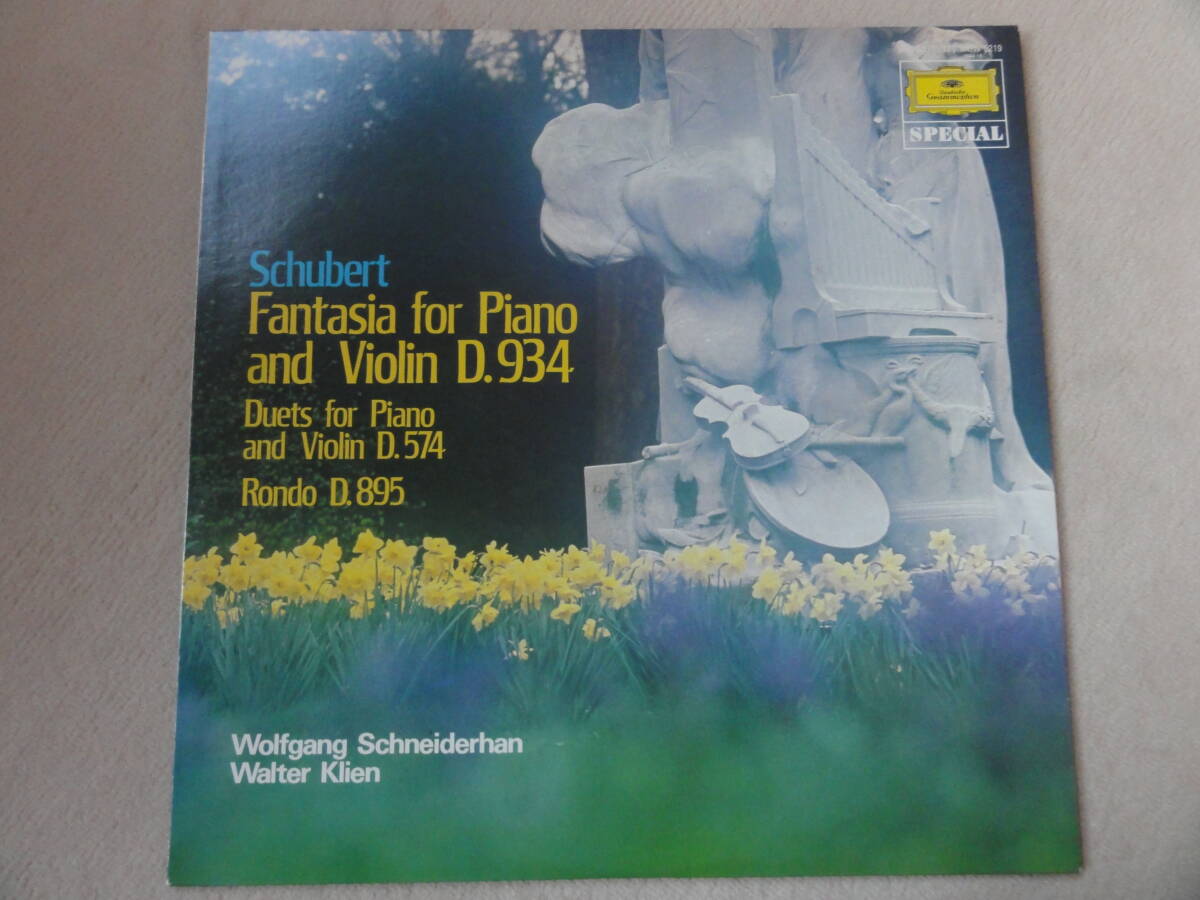 Deutsche
Grammophon
SPECIAL
Schubert
Fantasia for Piano
and Violin D.934
Duets for Piano
and Violin D.574
Rondo D.895
Wolfgang Schneiderhan
Walter Klien